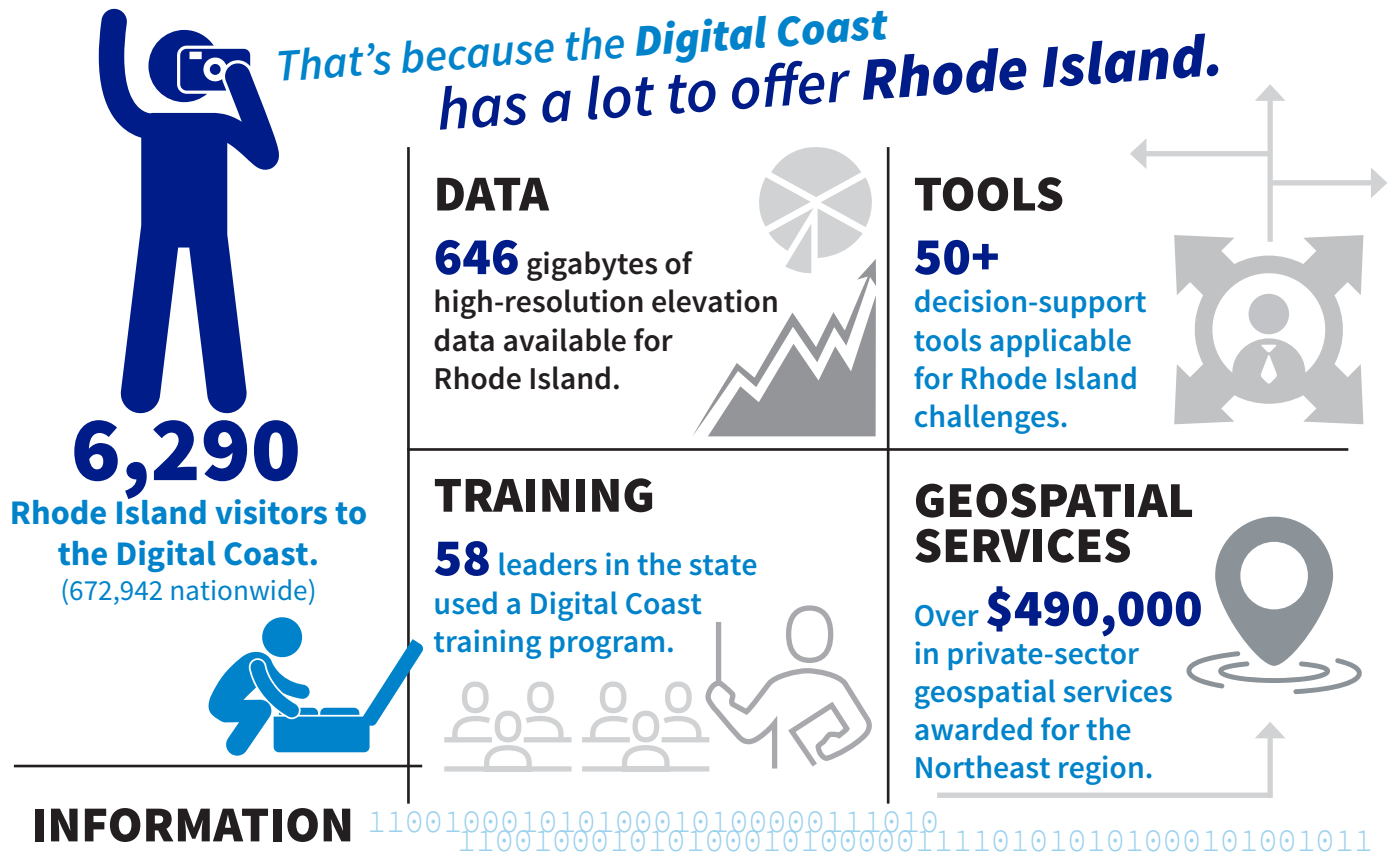 That’s because the Digital Coast
has a lot to offer Rhode Island.
6,290
Rhode Island visitors to
the Digital Coast.
(672,942 nationwide)
DATA
646 gigabytes of
high-resolution elevation
data available for
Rhode Island.
TOOLS
50+
decision-support
tools applicable
for Rhode Island
challenges.
TRAINING
58 leaders in the state
used a Digital Coast
training program.
GEOSPATIAL
SERVICES
Over $490,000
in private-sector
geospatial services
awarded for the
Northeast region.
INFORMATION